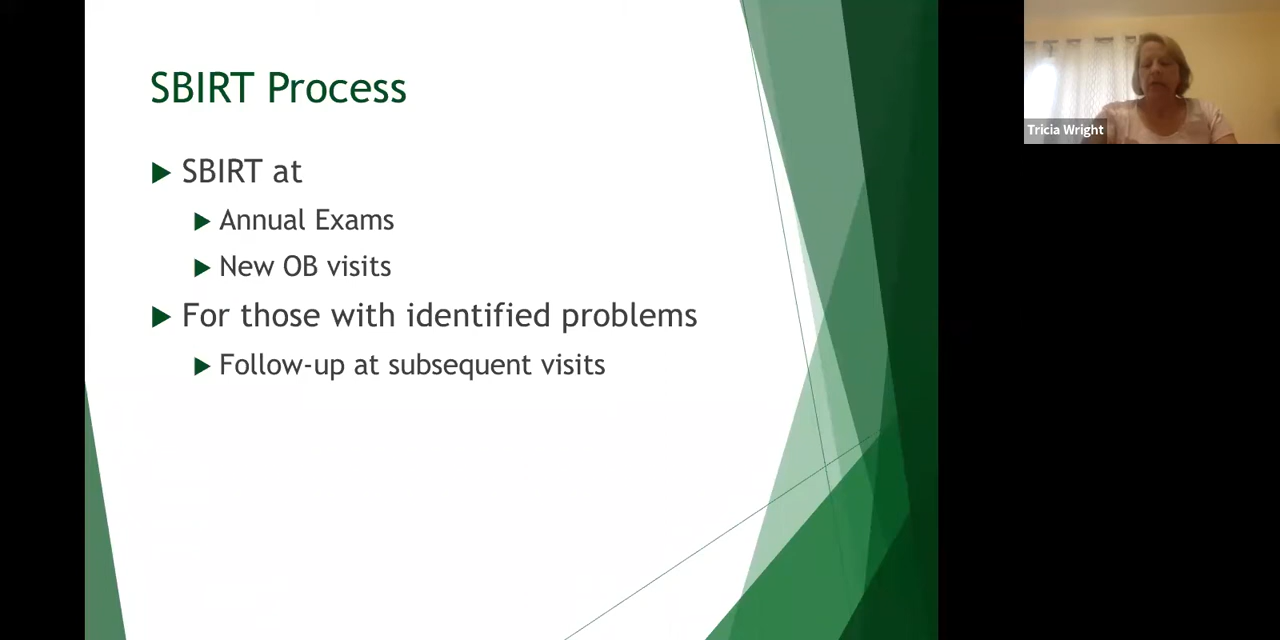 SBIRT Process
SBIRT at
Annual Exams
New OB visits
For those with identified problems
Follow-up at subsequent visits
Tricia Wright